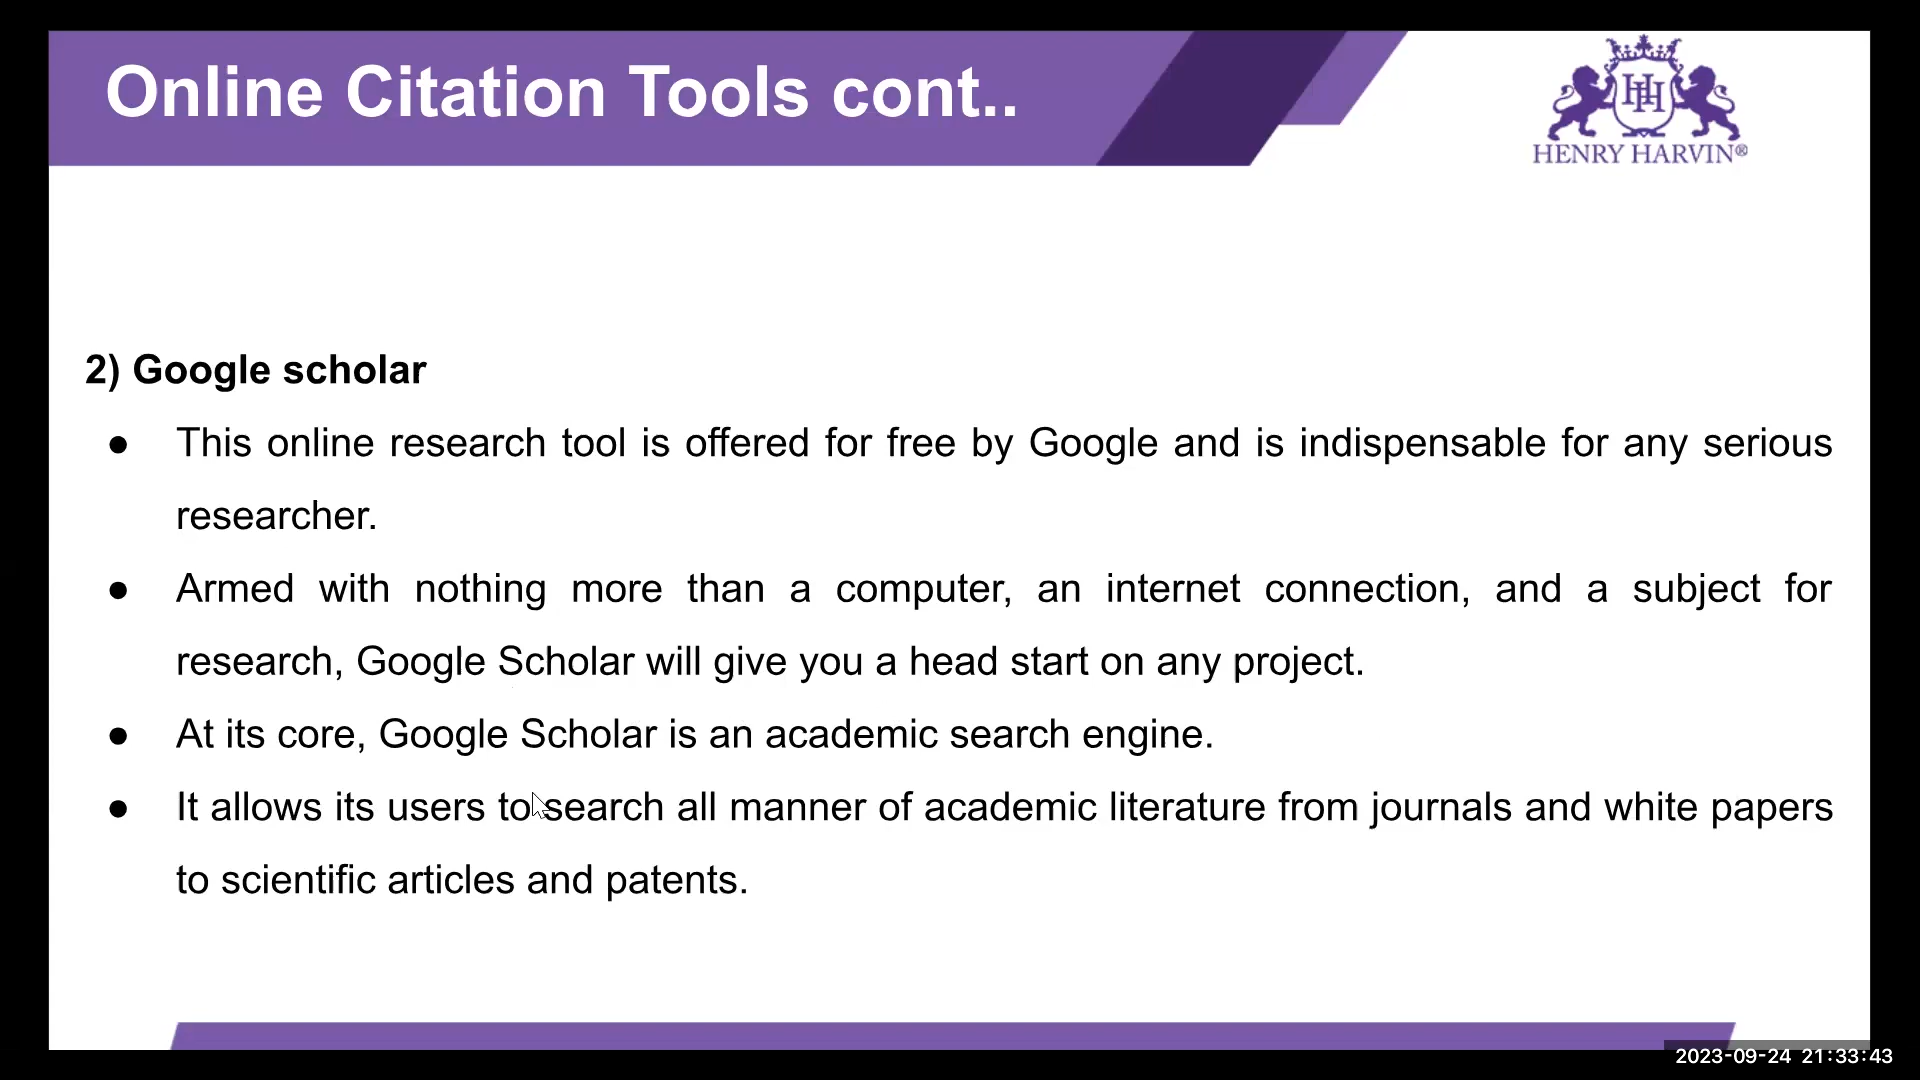 Online Citation Tools cont..
HH
HENRY HARVIN®
2) Google scholar
● This online research tool is offered for free by Google and is indispensable for any serious
researcher.
● Armed with nothing more than a computer, an internet connection, and a subject for
research, Google Scholar will give you a head start on any project.
● At its core, Google Scholar is an academic search engine.
● It allows its users to search all manner of academic literature from journals and white papers
to scientific articles and patents.
2023-09-24 21:33:43